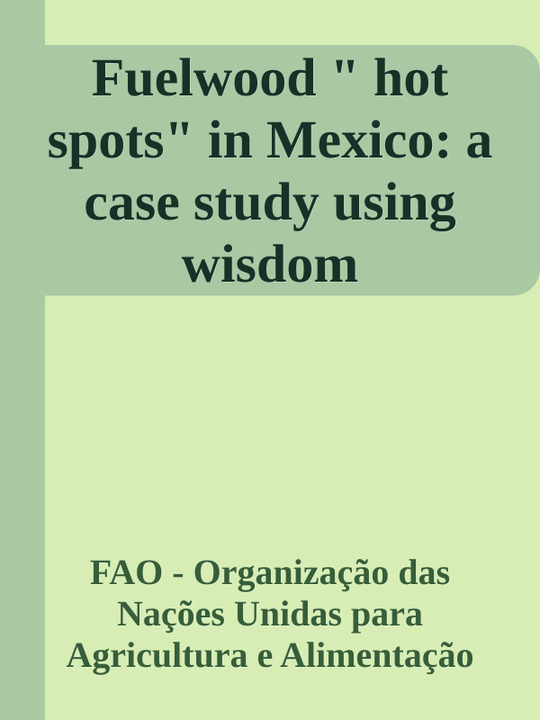 Fuelwood " hot
spots" in Mexico: a
case study using
wisdom
FAO - Organização das
Nações Unidas para
Agricultura e Alimentação